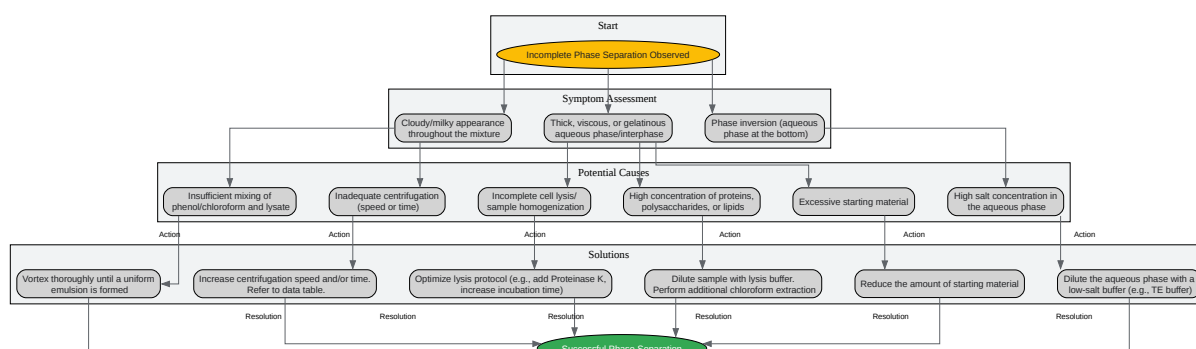 Start
Incomplete Phase Separation Observed
Symptom Assessment
Cloudy/milky appearance
throughout the mixture
Thick, viscous, or gelatinous
aqueous phase/interphase
Phase inversion (aqueous
phase at the bottom)
Potential Causes
Insufficient mixing of
phenol/chloroform and lysate
Inadequate centrifugation
(speed or time)
Incomplete cell lysis/
sample homogenization
High concentration of proteins,
polysaccharides, or lipids
Excessive starting material
High salt concentration in
the aqueous phase
Action
Action
Action
Action
Action
Action
Solutions
Vortex thoroughly until a uniform
emulsion is formed
Increase centrifugation speed and/or time.
Refer to data table.
Optimize lysis protocol (e.g., add Proteinase K,
increase incubation time)
Dilute sample with lysis buffer.
Perform additional chloroform extraction
Reduce the amount of starting material
Dilute the aqueous phase with a
low-salt buffer (e.g., TE buffer)
Resolution
Resolution
Resolution
Resolution
Resolution
Resolution
Successful Phase Separation